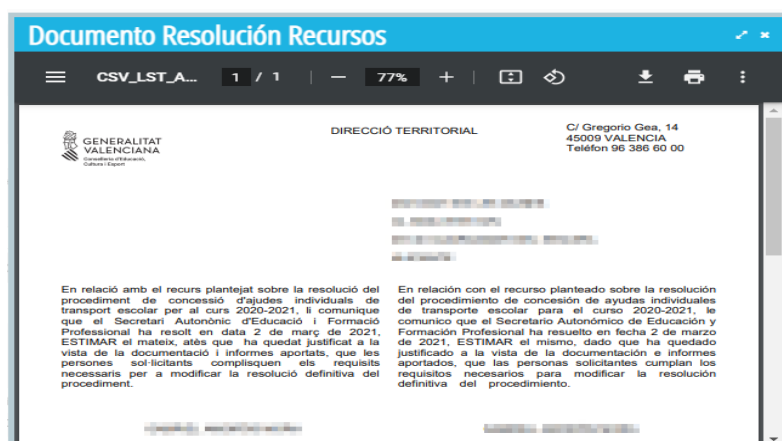 Documento Resolución Recursos
CSV_LST_A... 1 / 1 77%
GENERALITAT
VALENCIANA
Conselleria d'Educació,
Cultura i Esport
DIRECCIÓ TERRITORIAL
C/ Gregorio Gea, 14
45009 VALENCIA
Teléfon 96 386 60 00
En relació amb el recurs plantejat sobre la resolució del
procediment de concessió d'ajudes individuals de
transport escolar per al curs 2020-2021, li comunique
que el Secretari Autonònic d'Educació i Formació
Professional ha resolt en data 2 de març de 2021,
ESTIMAR el mateix, atès que ha quedat justificat a la
vista de la documentació i informes aportats, que les
persones sol·licitants complisquen els requisits
necessaris per a modificar la resolució definitiva del
procediment.
En relación con el recurso planteado sobre la resolución
del procedimiento de concesión de ayudas individuales
de transporte escolar para el curso 2020-2021, le
comunico que el Secretario Autonómico de Educación y
Formación Profesional ha resuelto en fecha 2 de marzo
de 2021, ESTIMAR el mismo, dado que ha quedado
justificado a la vista de la documentación e informes
aportados, que las personas solicitantes cumplan los
requisitos necesarios para modificar la resolución
definitiva del procedimiento.